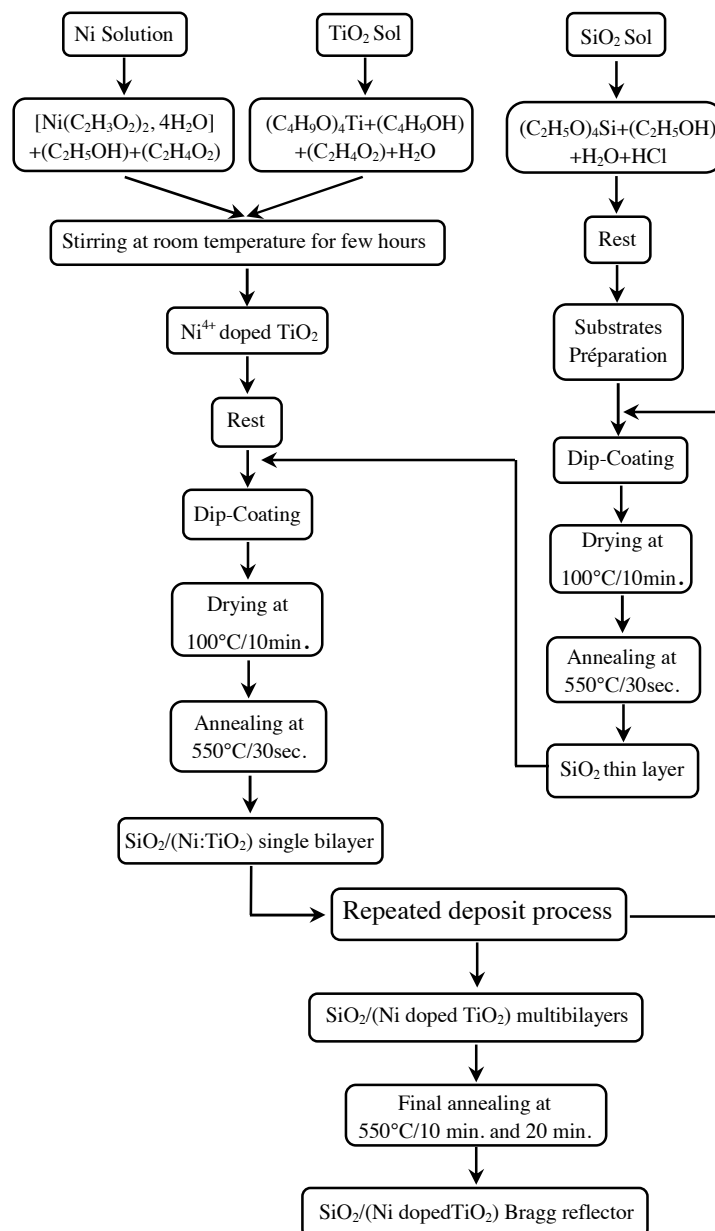 Ni Solution
TiO₂ Sol
SiO₂ Sol
[Ni(C₂H₃O₂)₂, 4H₂O]
+(C₂H₅OH)+(C₂H₄O₂)
(C₄H₉O)₄Ti+(C₄H₉OH)
+(C₂H₄O₂)+H₂O
(C₂H₅O)₄Si+(C₂H₅OH)
+H₂O+HCl
Stirring at room temperature for few hours
Rest
Ni⁴⁺ doped TiO₂
Substrates
Préparation
Rest
Dip-Coating
Dip-Coating
Drying at
100°C/10min.
Drying at
100°C/10min.
Annealing at
550°C/30sec.
Annealing at
550°C/30sec.
SiO₂ thin layer
SiO₂/(Ni:TiO₂) single bilayer
Repeated deposit process
SiO₂/(Ni doped TiO₂) multibilayers
Final annealing at
550°C/10 min. and 20 min.
SiO₂/(Ni dopedTiO₂) Bragg reflector